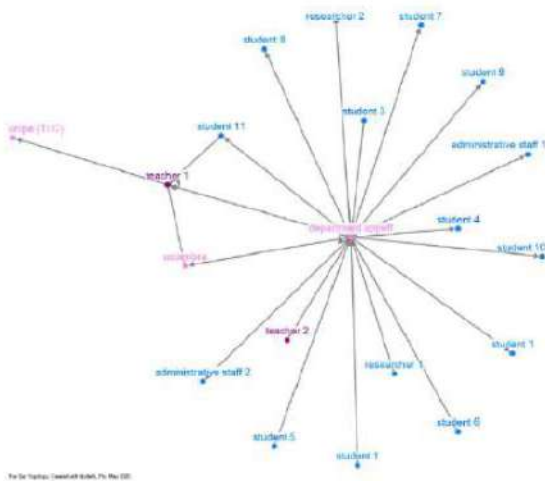 researcher 2
student 7
student 8
student 9
student 3
student 11
administrative staff 1
teacher 1
student 4
student 10
teacher 2
student 1
researcher 1
administrative staff 2
student 6
student 5
student 1